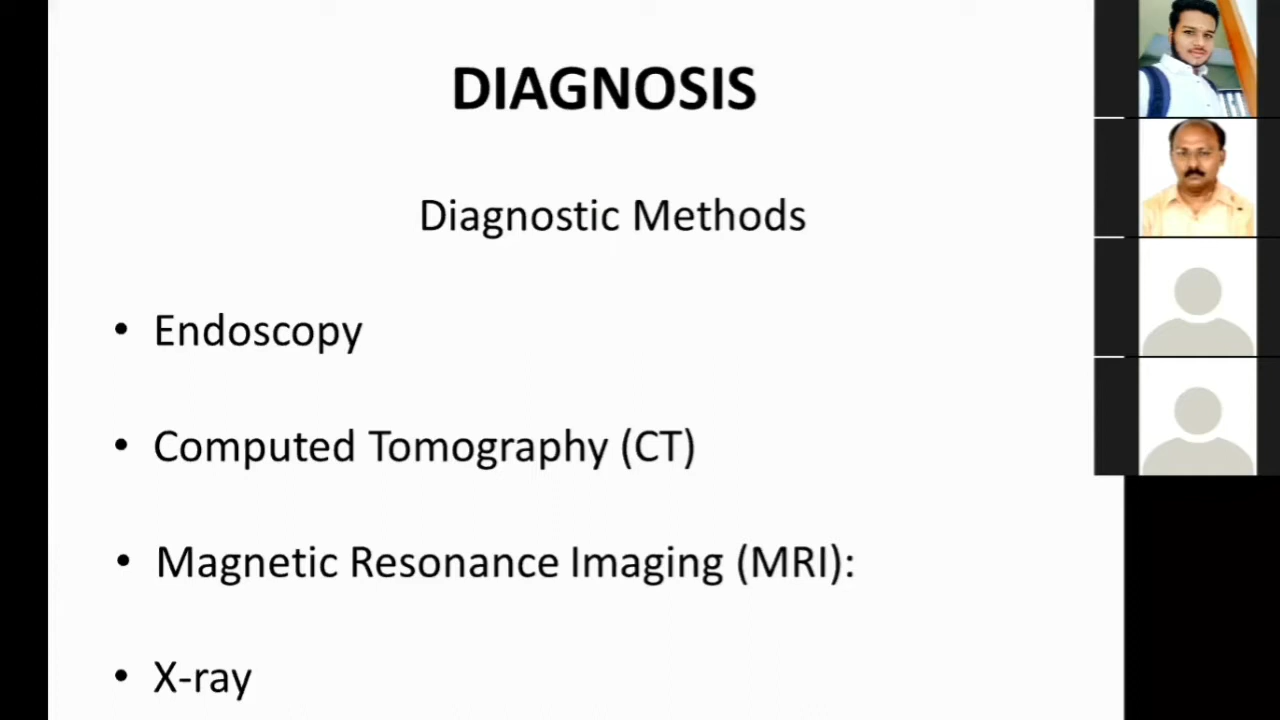 DIAGNOSIS
Diagnostic Methods
• Endoscopy
• Computed Tomography (CT)
• Magnetic Resonance Imaging (MRI):
• X-ray